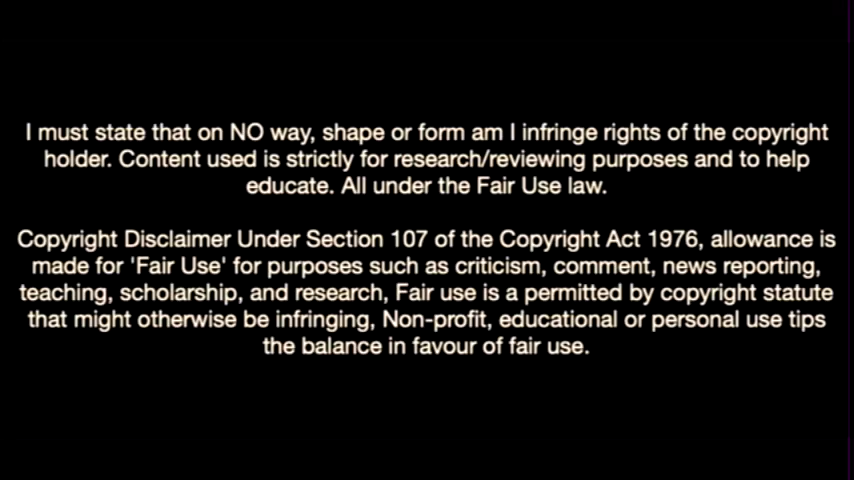 I must state that on NO way, shape or form am I infringe rights of the copyright
holder. Content used is strictly for research/reviewing purposes and to help
educate. All under the Fair Use law.
Copyright Disclaimer Under Section 107 of the Copyright Act 1976, allowance is
made for 'Fair Use' for purposes such as criticism, comment, news reporting,
teaching, scholarship, and research, Fair use is a permitted by copyright statute
that might otherwise be infringing, Non-profit, educational or personal use tips
the balance in favour of fair use.